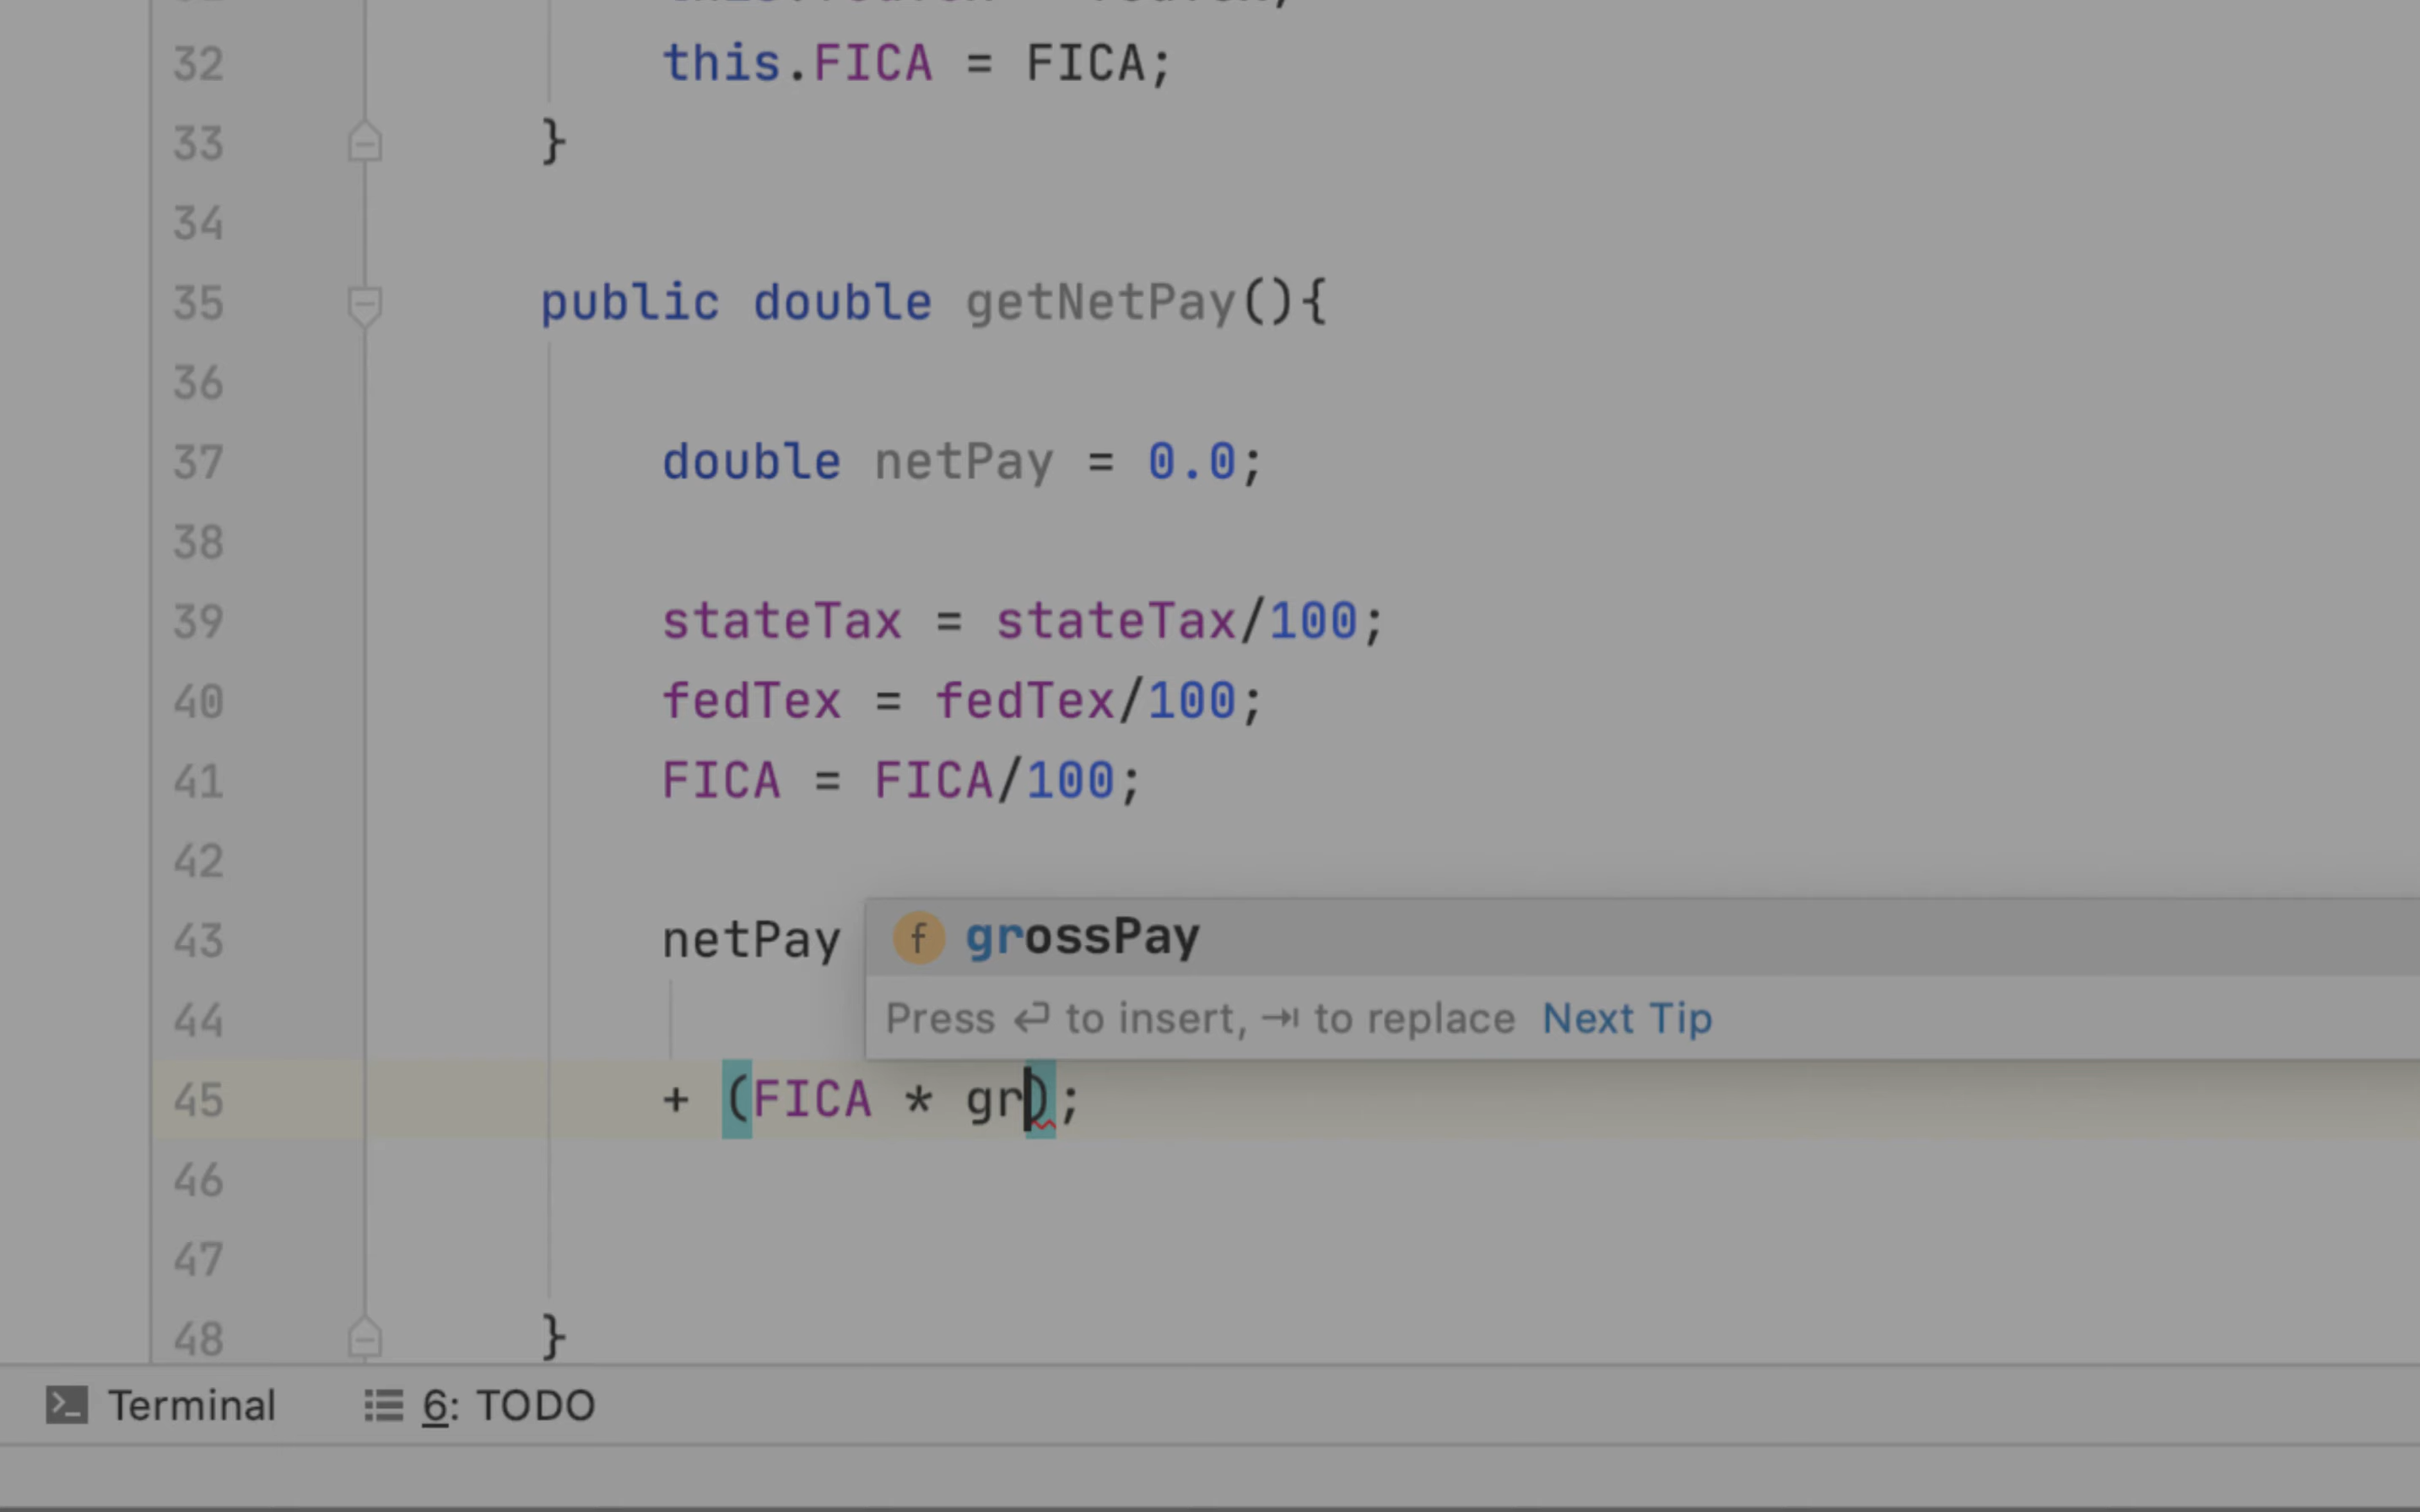 32 this.FICA = FICA;
33 }
34
35 public double getNetPay(){
36
37 double netPay = 0.0;
38
39 stateTax = stateTax/100;
40 fedTex = fedTex/100;
41 FICA = FICA/100;
42
43 netPay
grossPay
44
Press ↩ to insert, ⇥ to replace Next Tip
45 + (FICA * gr);
46
47
48 }
Terminal 6: TODO